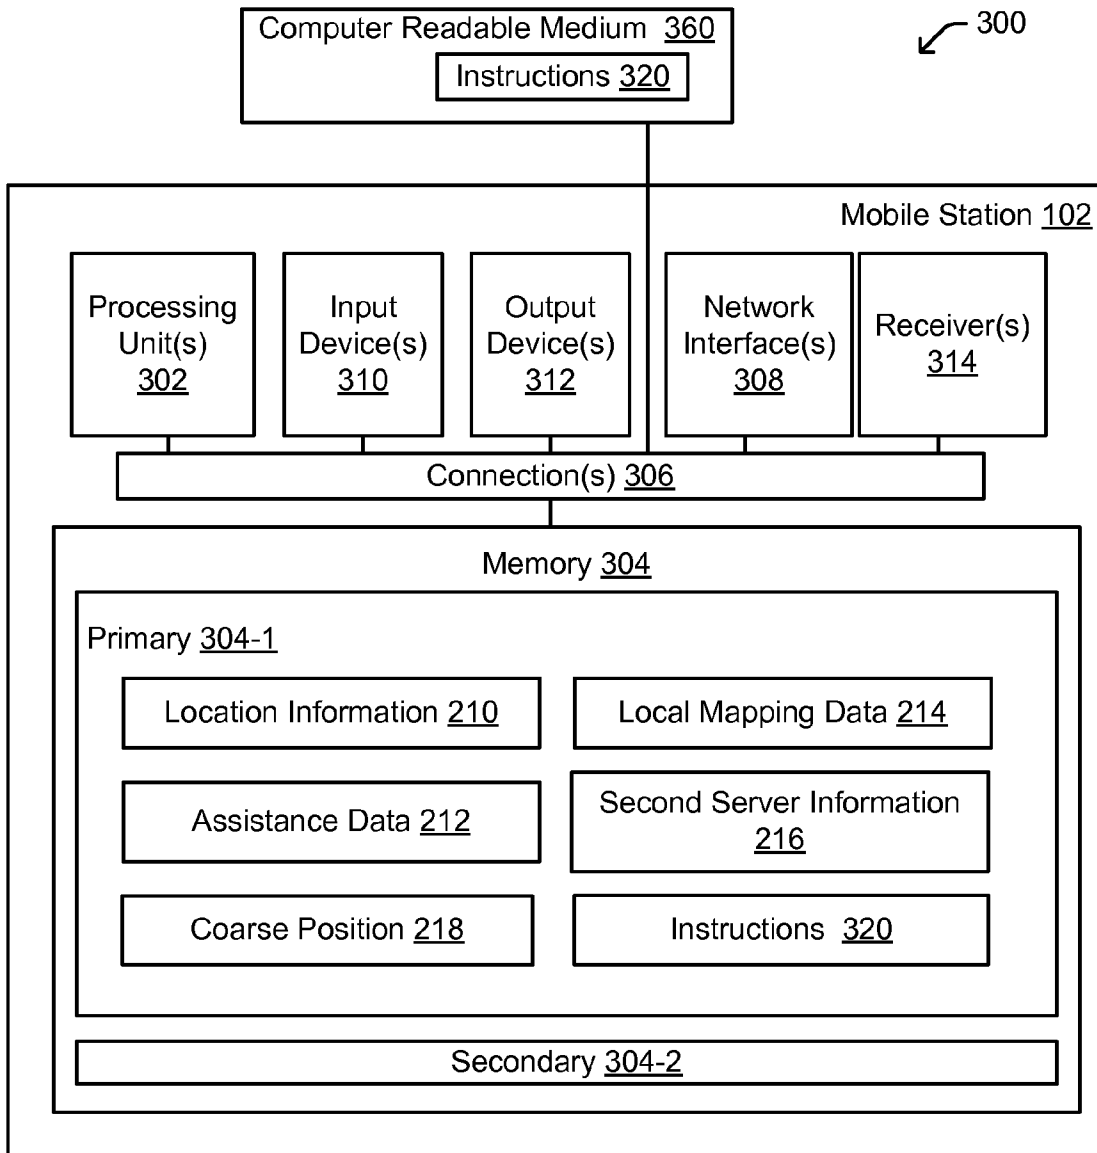 Computer Readable Medium 360
300
Instructions 320
Mobile Station 102
Processing
Unit(s)
302
Input
Device(s)
310
Output
Device(s)
312
Network
Interface(s)
308
Receiver(s)
314
Connection(s) 306
Memory 304
Primary 304-1
Location Information 210
Local Mapping Data 214
Assistance Data 212
Second Server Information
216
Coarse Position 218
Instructions 320
Secondary 304-2